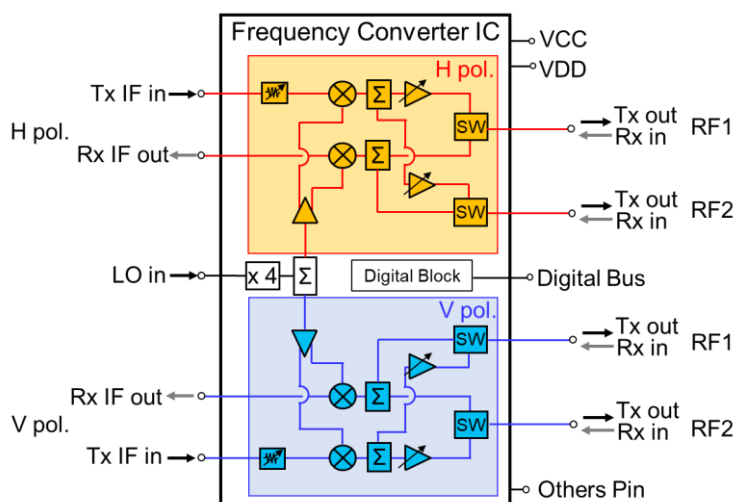 Frequency Converter IC
VCC
H pol.
VDD
Tx IF in
Σ
Tx out
H pol.
SW
Rx in
RF1
Rx IF out
Σ
Tx out
SW
Rx in
RF2
LO in
x 4
Σ
Digital Block
Digital Bus
V pol.
Tx out
SW
Rx in
RF1
Rx IF out
Σ
Tx out
V pol.
SW
Rx in
RF2
Tx IF in
Σ
Others Pin